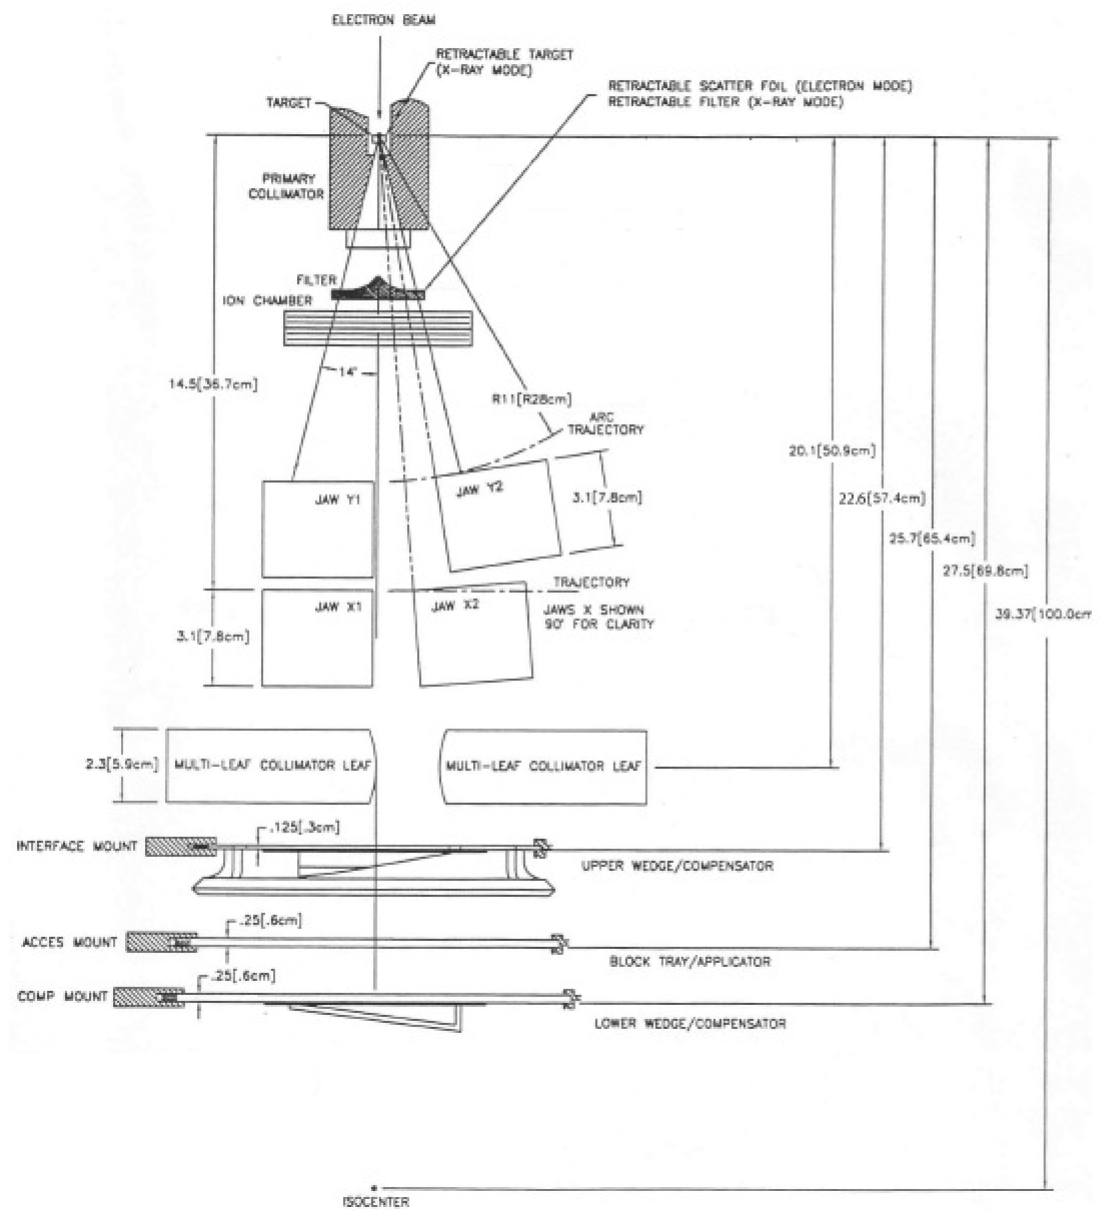 ELECTRON BEAM
RETRACTABLE TARGET
(X-RAY MODE)
RETRACTABLE SCATTER FOIL (ELECTRON MODE)
RETRACTABLE FILTER (X-RAY MODE)
TARGET
PRIMARY
COLLIMATOR
FILTER
ION CHAMBER
14°
14.5[36.7cm]
R11[R28cm]
ARC
TRAJECTORY
20.1[50.9cm]
JAW Y1
JAW Y2
3.1[7.8cm]
22.6[57.4cm]
25.7[65.4cm]
27.5[69.8cm]
TRAJECTORY
JAW X1
JAW X2
JAWS X SHOWN
90° FOR CLARITY
39.37[100.0cm
3.1[7.8cm]
2.3[5.9cm]
MULTI-LEAF COLLIMATOR LEAF
MULTI-LEAF COLLIMATOR LEAF
.125[.3cm]
INTERFACE MOUNT
UPPER WEDGE/COMPENSATOR
.25[.6cm]
ACCES MOUNT
BLOCK TRAY/APPLICATOR
.25[.6cm]
COMP MOUNT
LOWER WEDGE/COMPENSATOR
ISOCENTER